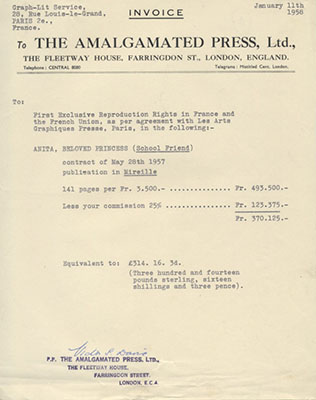 Graph-Lit Service,
28, Rue Louis-le-Grand,
PARIS 2e.,
France.
INVOICE
January 11th
1958
To THE AMALGAMATED PRESS, Ltd.,
THE FLEETWAY HOUSE, FARRINGDON ST., LONDON, ENGLAND.
Telephone: CENTRAL 8080
Telegrams: Cent. London.
To:
First Exclusive Reproduction Rights in France and
the French Union, as per agreement with Les Arts
Graphiques Presse, Paris, in the following:-
ANITA, BELOVED PRINCESS (School Friend)
contract of May 28th 1957
publication in Mireille
141 pages per Fr. 3.500.- ............... Fr. 493.500.-
Less your commission 25% ............... Fr. 123.375.-
Fr. 370.125.-
Equivalent to: £314. 16. 3d.
(Three hundred and fourteen
pounds sterling, sixteen
shillings and three pence).
P.P. THE AMALGAMATED PRESS, LTD.
THE FLEETWAY HOUSE,
FARRINGDON STREET,
LONDON, E.C.4